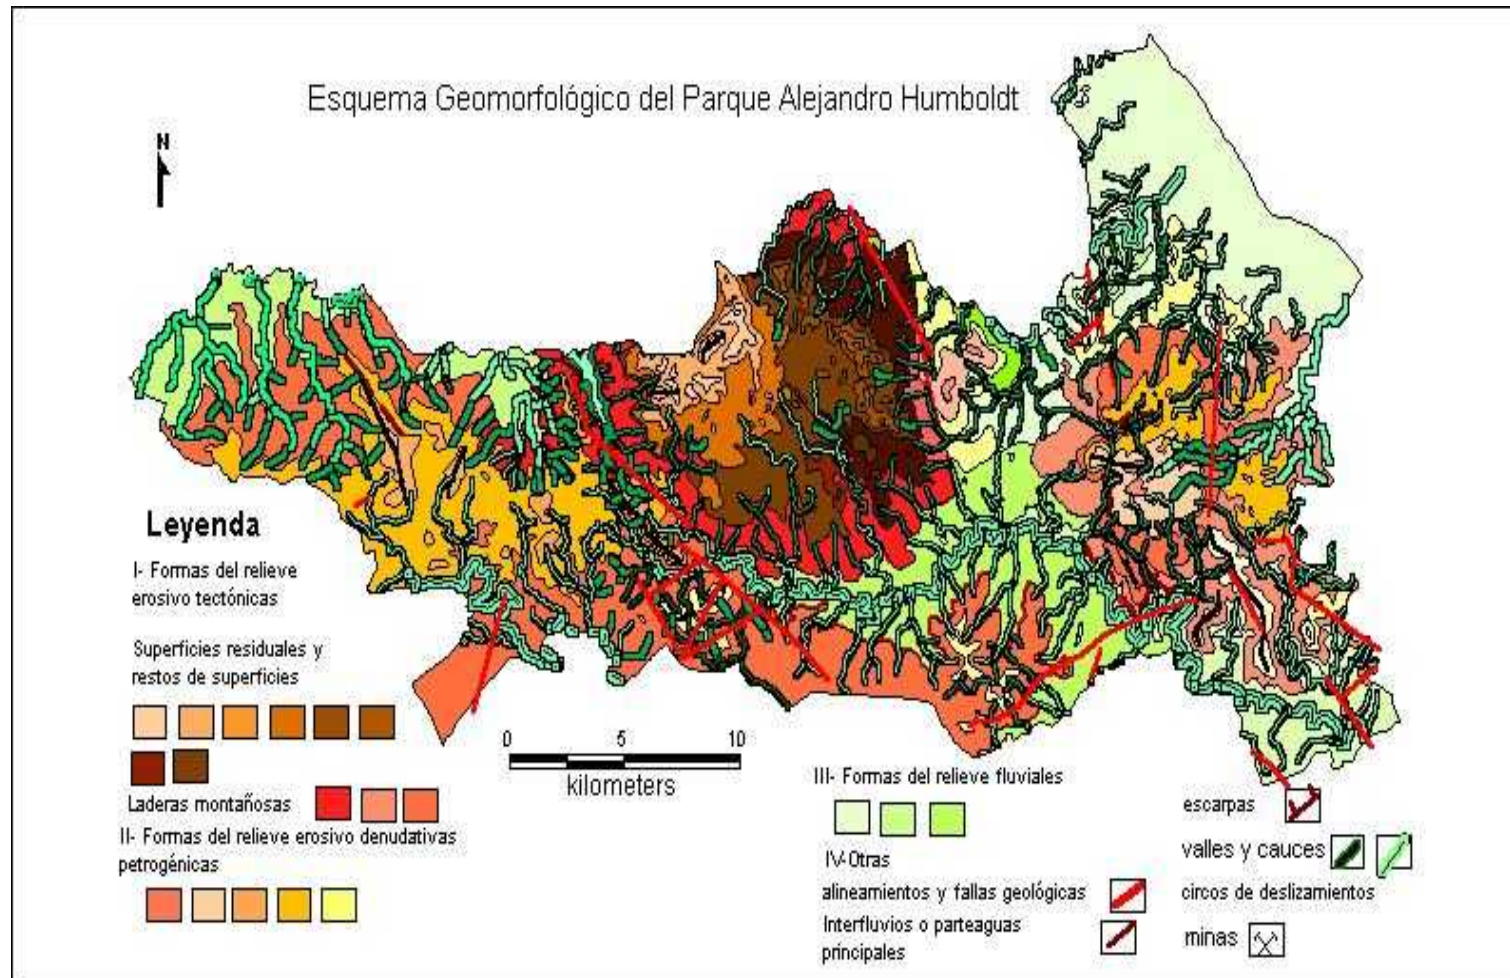 Esquema Geomorfológico del Parque Alejandro Humboldt
N
Leyenda
I- Formas del relieve
erosivo tectónicas
Superficies residuales y
restos de superficies
Laderas montañosas
II- Formas del relieve erosivo denudativas
petrogénicas
0 5 10
kilometers
III- Formas del relieve fluviales
IV-Otras
alineamientos y fallas geológicas
Interfluvios o parteaguas
principales
escarpas
valles y cauces
circos de deslizamientos
minas